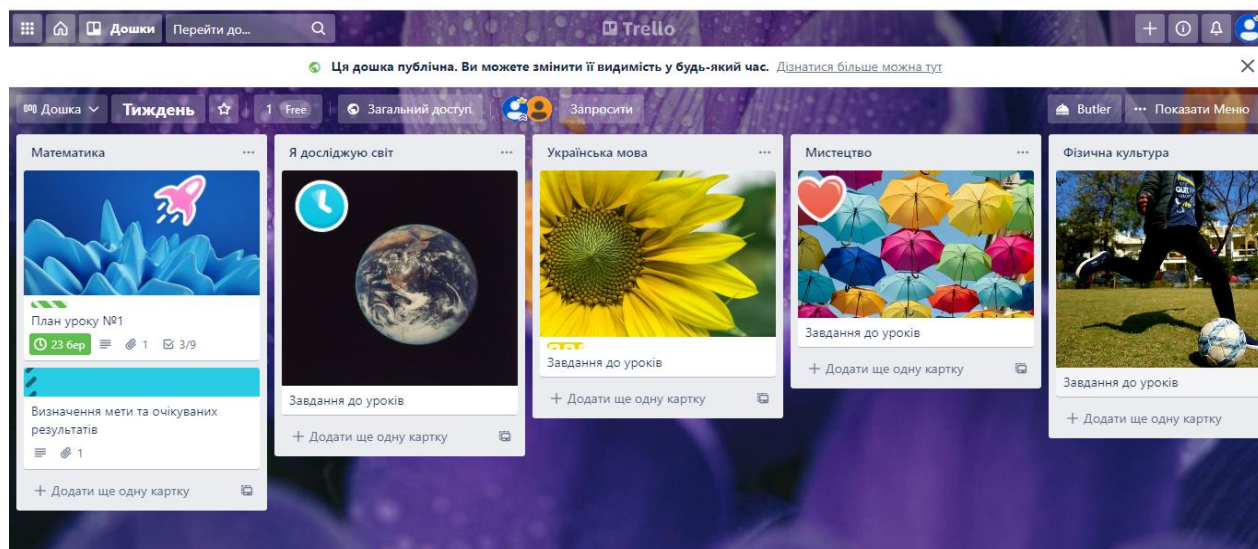 Дошки Перейти до... Trello
Ця дошка публічна. Ви можете змінити її видимість у будь-який час. Дізнатися більше можна тут
Дошка Тиждень 1 Free Загальний доступ Запросити Butler ... Показати Меню
Математика
План уроку №1
23 бер 1 3/9
Визначення мети та очікуваних
результатів
1
+ Додати ще одну картку
Я досліджую світ
Завдання до уроків
+ Додати ще одну картку
Українська мова
Завдання до уроків
+ Додати ще одну картку
Мистецтво
Завдання до уроків
+ Додати ще одну картку
Фізична культура
Завдання до уроків
+ Додати ще одну картку